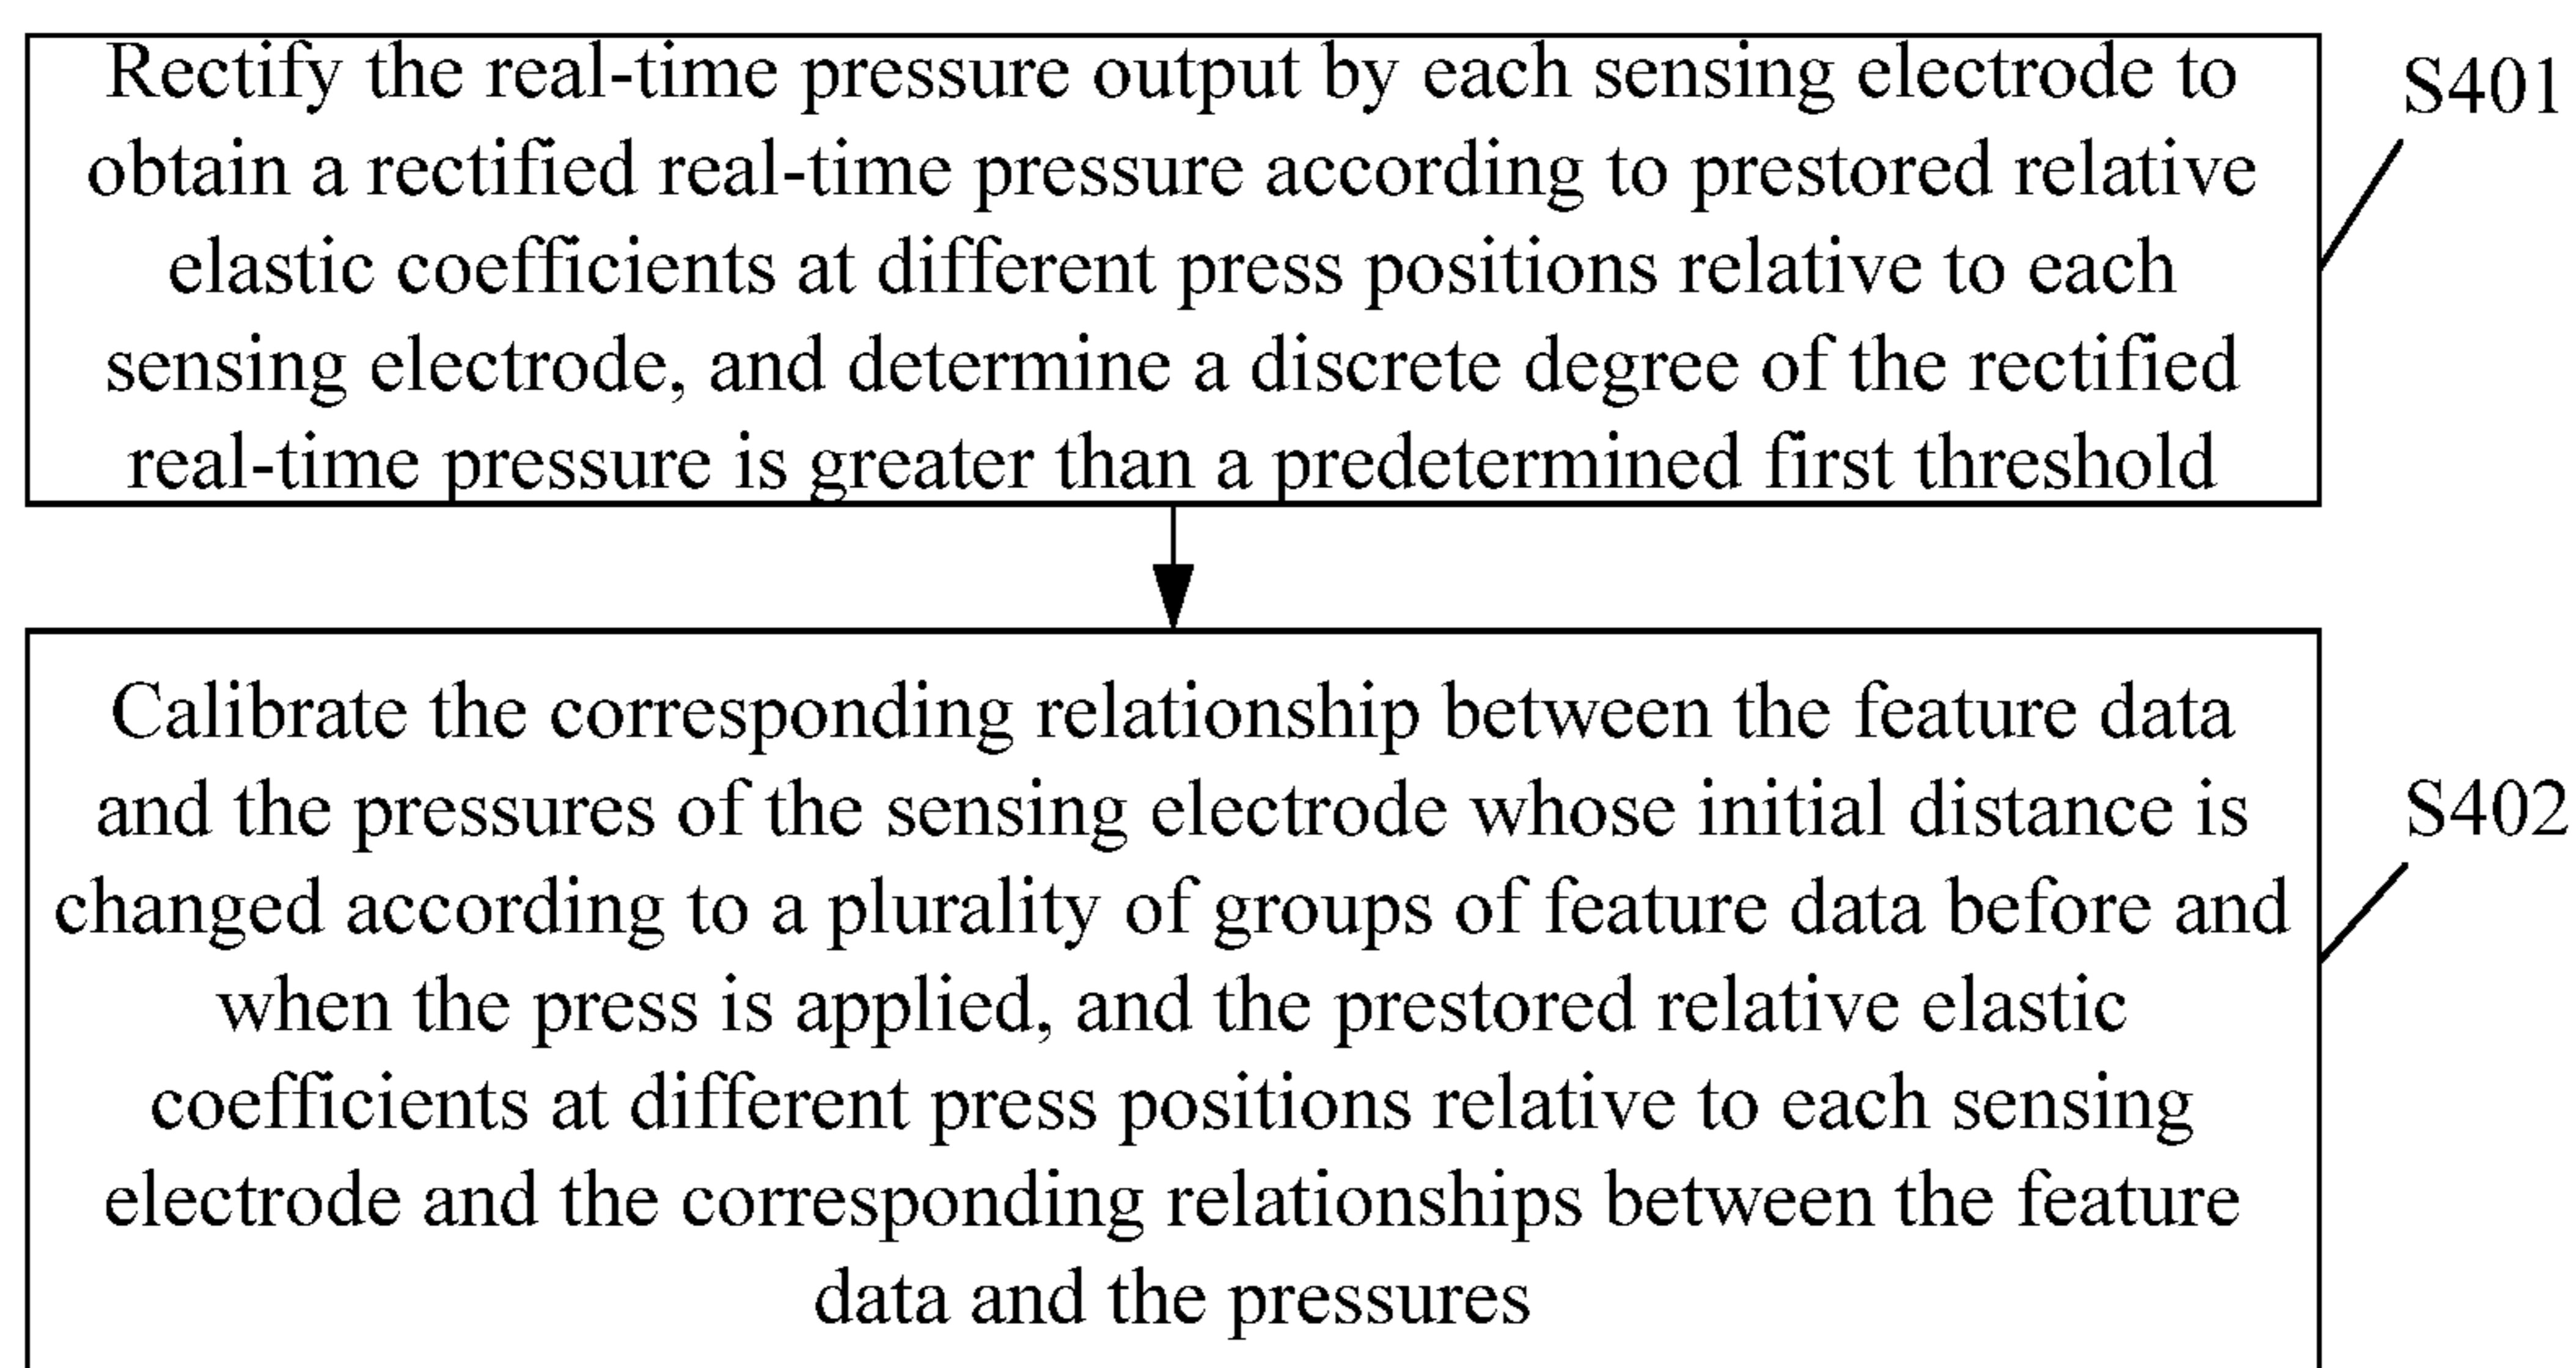 Rectify the real-time pressure output by each sensing electrode to
obtain a rectified real-time pressure according to prestored relative
elastic coefficients at different press positions relative to each
sensing electrode, and determine a discrete degree of the rectified
real-time pressure is greater than a predetermined first threshold
S401
Calibrate the corresponding relationship between the feature data
and the pressures of the sensing electrode whose initial distance is
changed according to a plurality of groups of feature data before and
when the press is applied, and the prestored relative elastic
coefficients at different press positions relative to each sensing
electrode and the corresponding relationships between the feature
data and the pressures
S402